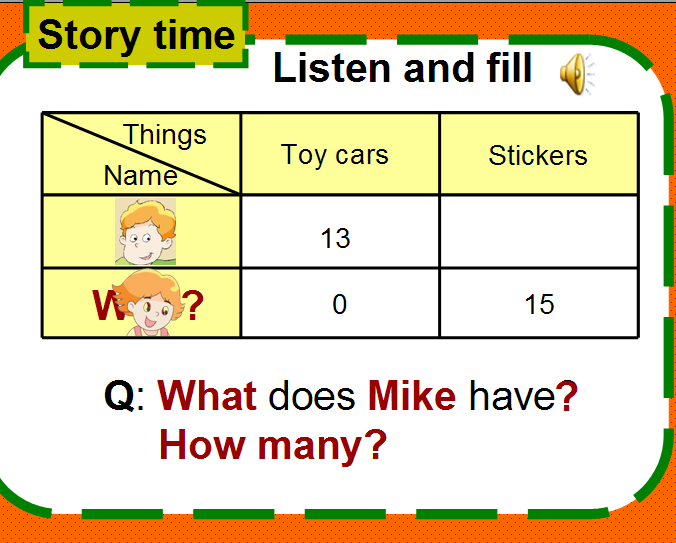 Story time
Listen and fill
Things
Name
Toy cars
Stickers
13
?
0
15
Q: What does Mike have?
How many?